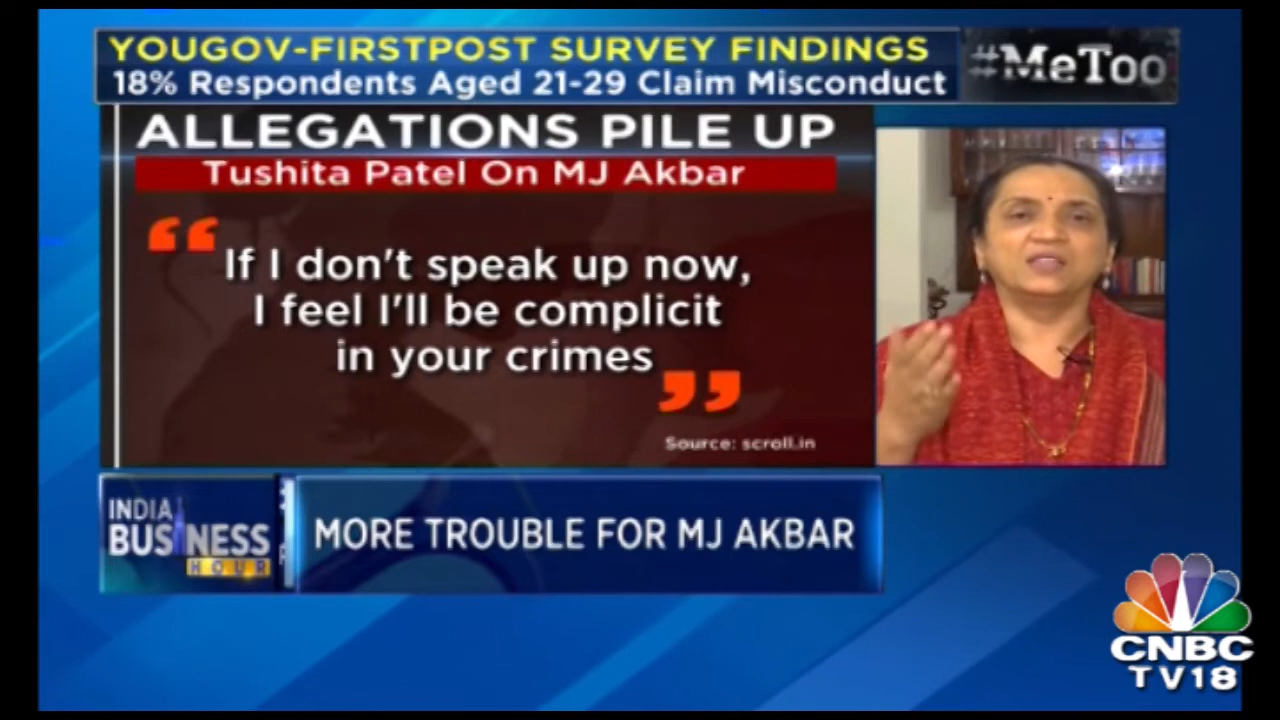 YOUGOV-FIRSTPOST SURVEY FINDINGS
18% Respondents Aged 21-29 Claim Misconduct
#MeToo
ALLEGATIONS PILE UP
Tushita Patel On MJ Akbar
“If I don't speak up now,
I feel I'll be complicit
in your crimes”
Source: scroll.in
INDIA
BUSINESS
HOUR
MORE TROUBLE FOR MJ AKBAR
CNBC
TV18